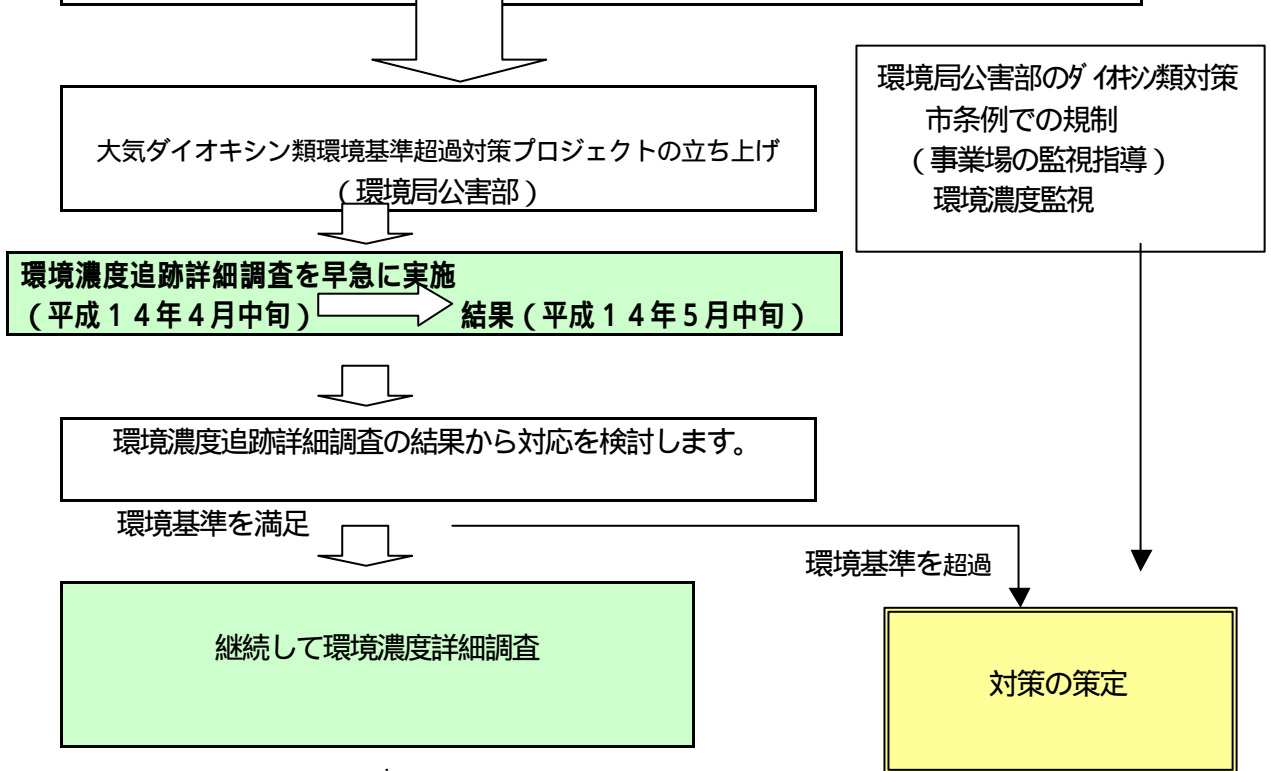 大気ダイオキシン類環境基準超過対策プロジェクトの立ち上げ
（環境局公害部）
環境局公害部のダイオキシン類対策
市条例での規制
（事業場の監視指導）
環境濃度監視
環境濃度追跡詳細調査を早急に実施
（平成１４年４月中旬） 結果（平成１４年５月中旬）
環境濃度追跡詳細調査の結果から対応を検討します。
環境基準を満足
環境基準を超過
継続して環境濃度詳細調査
対策の策定